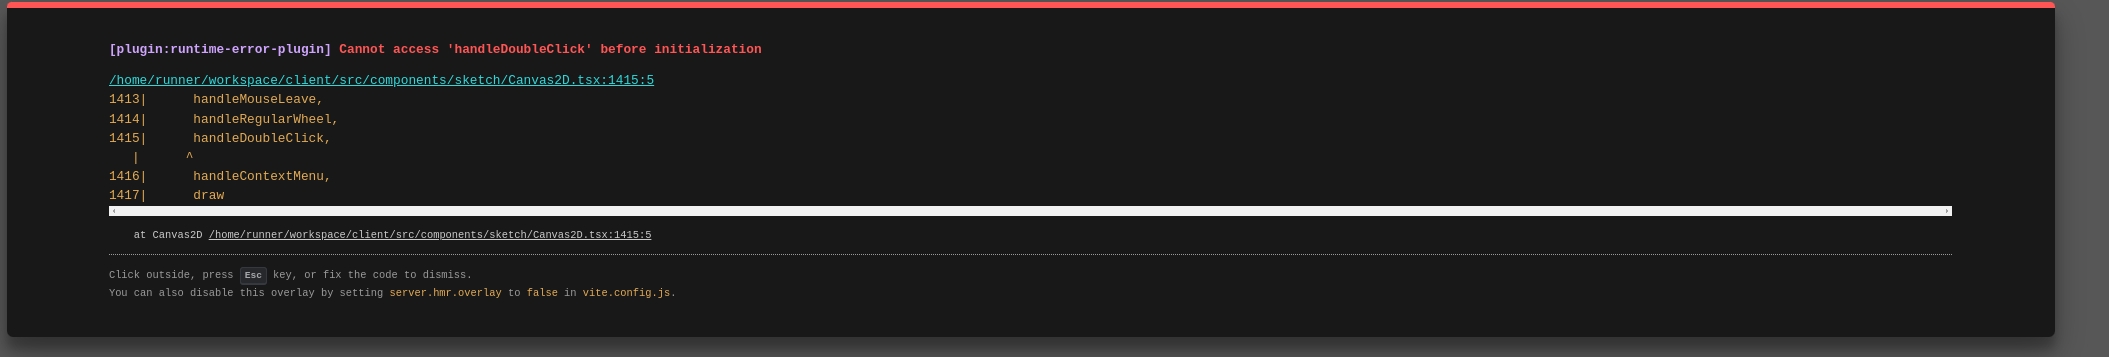 [plugin:runtime-error-plugin] Cannot access 'handleDoubleClick' before initialization
/home/runner/workspace/client/src/components/sketch/Canvas2D.tsx:1415:5
1413|      handleMouseLeave,
1414|      handleRegularWheel,
1415|      handleDoubleClick,
   |      ^
1416|      handleContextMenu,
1417|      draw
at Canvas2D /home/runner/workspace/client/src/components/sketch/Canvas2D.tsx:1415:5
Click outside, press Esc key, or fix the code to dismiss.
You can also disable this overlay by setting server.hmr.overlay to false in vite.config.js.